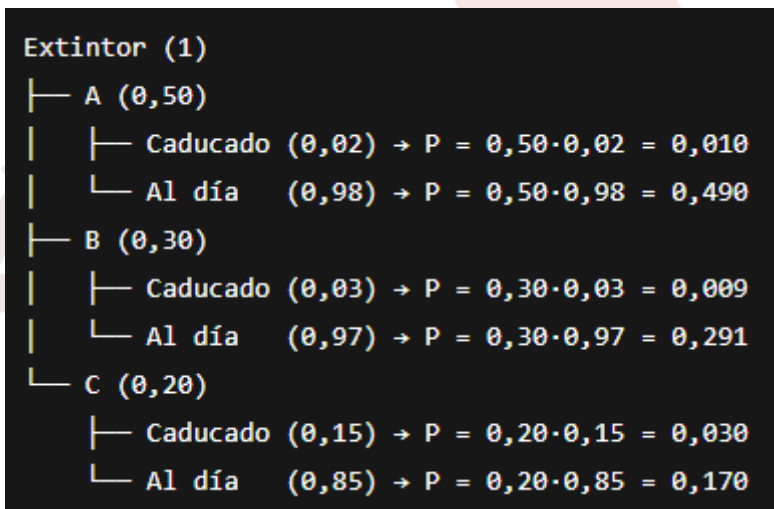 Extintor (1)
├── A (0,50)
│   ├── Caducado (0,02) → P = 0,50·0,02 = 0,010
│   └── Al día   (0,98) → P = 0,50·0,98 = 0,490
├── B (0,30)
│   ├── Caducado (0,03) → P = 0,30·0,03 = 0,009
│   └── Al día   (0,97) → P = 0,30·0,97 = 0,291
└── C (0,20)
    ├── Caducado (0,15) → P = 0,20·0,15 = 0,030
    └── Al día   (0,85) → P = 0,20·0,85 = 0,170